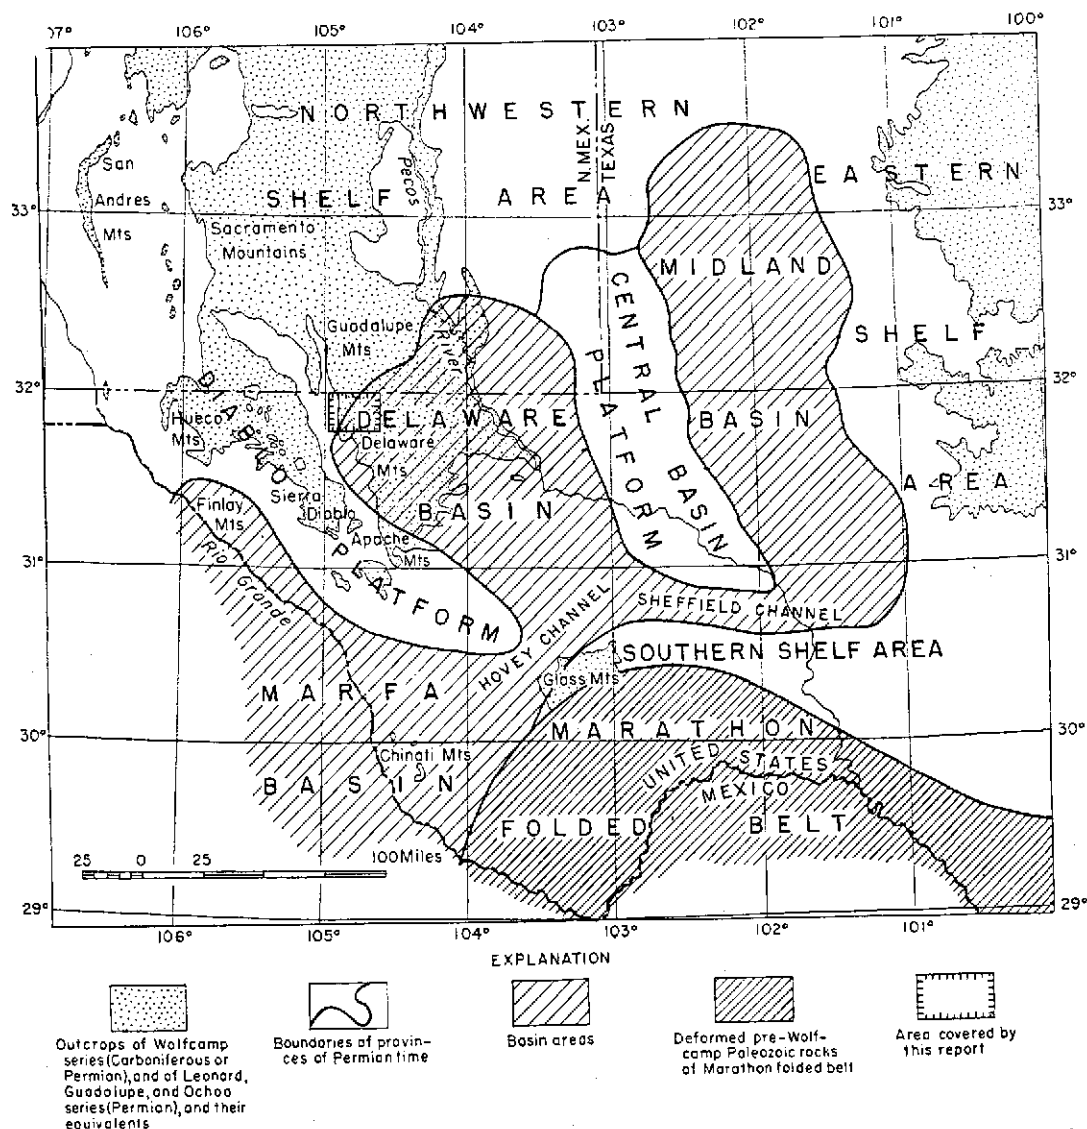 07° 106° 105° 104° 103° 102° 101° 100°
NORTHWESTERN
N.MEX
TEXAS
San
Andres
Mts
Pecos
EASTERN
SHELF AREA
33° 33°
Sacramento
Mountains
MIDLAND
CENTRAL BASIN
PLATFORM
Guadalupe
Mts
River
SHELF
32° 32°
DIABLO
Hueco
Mts
DELAWARE
BASIN
Delaware
Mts
AREA
Sierra
Diablo
BASIN
Finlay
Mts
Apache
Mts
31° 31°
PLATFORM
Rio Grande
SHEFFIELD CHANNEL
HOVEY CHANNEL
SOUTHERN SHELF AREA
Glass Mts
MARFA
MARATHON
30° 30°
Chinati Mts
UNITED STATES
MEXICO
BASIN
FOLDED BELT
25 0 25 100 Miles
29° 29°
106° 105° 104° 103° 102° 101°
EXPLANATION
Outcrops of Wolfcamp
series (Carboniferous or
Permian), and of Leonard,
Guadalupe, and Ochoa
series (Permian), and their
equivalents
Boundaries of provin-
ces of Permian time
Basin areas
Deformed pre-Wolf-
camp Paleozoic rocks
of Marathon folded belt
Area covered by
this report